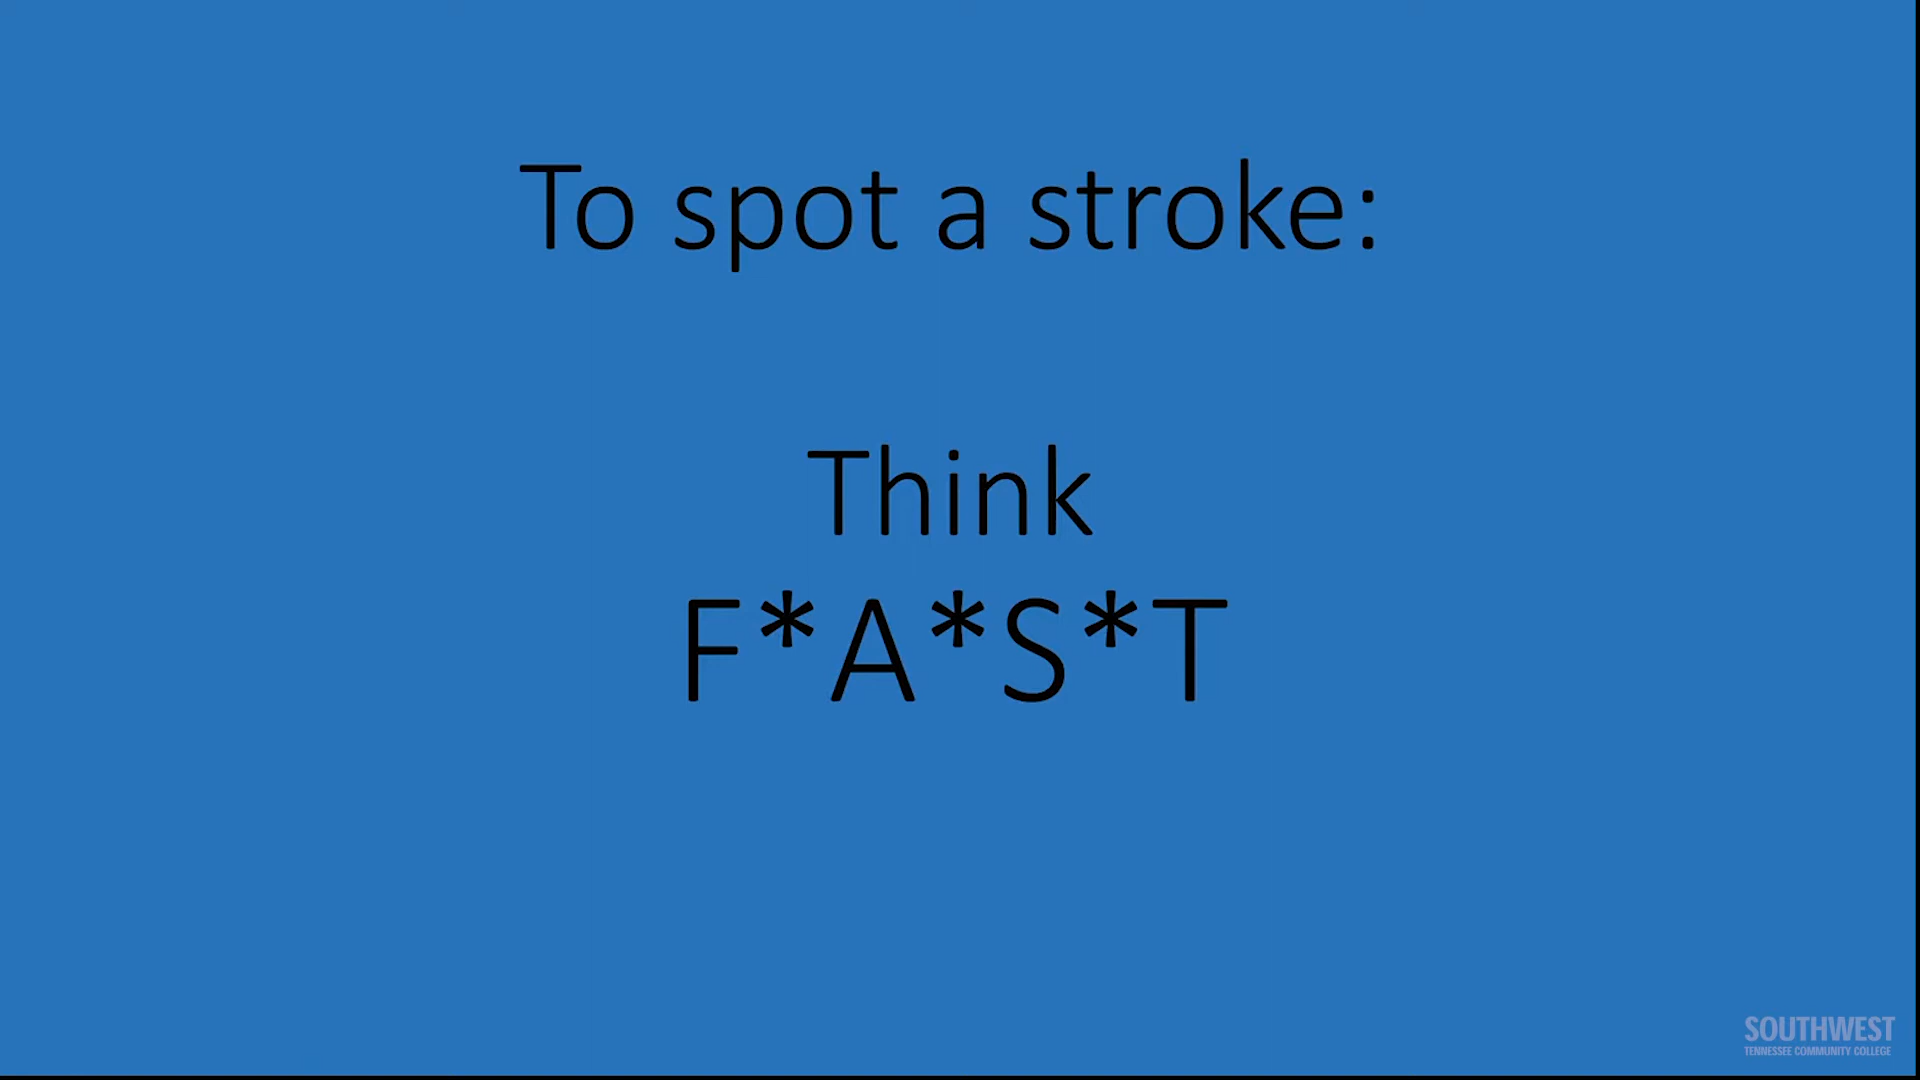 To spot a stroke:
Think
F*A*S*T
SOUTHWEST
TENNESSEE COMMUNITY COLLEGE